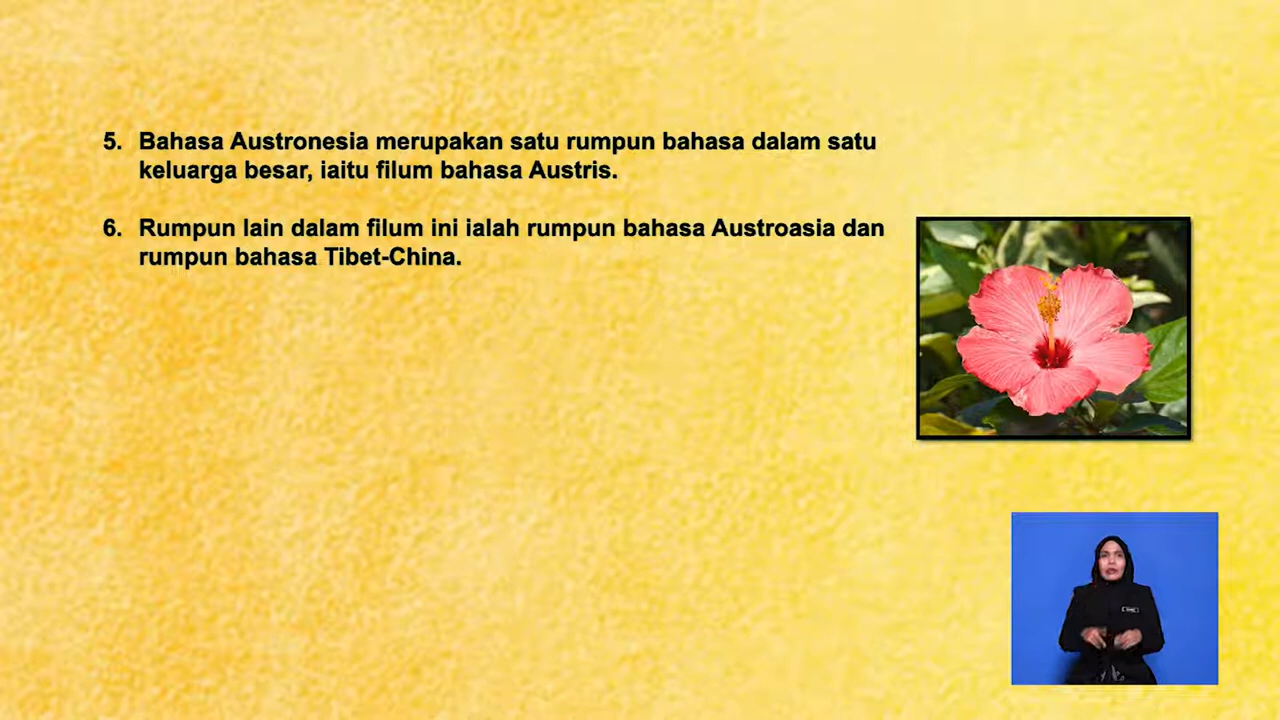 5. Bahasa Austronesia merupakan satu rumpun bahasa dalam satu
keluarga besar, iaitu filum bahasa Austris.
6. Rumpun lain dalam filum ini ialah rumpun bahasa Austroasia dan
rumpun bahasa Tibet-China.